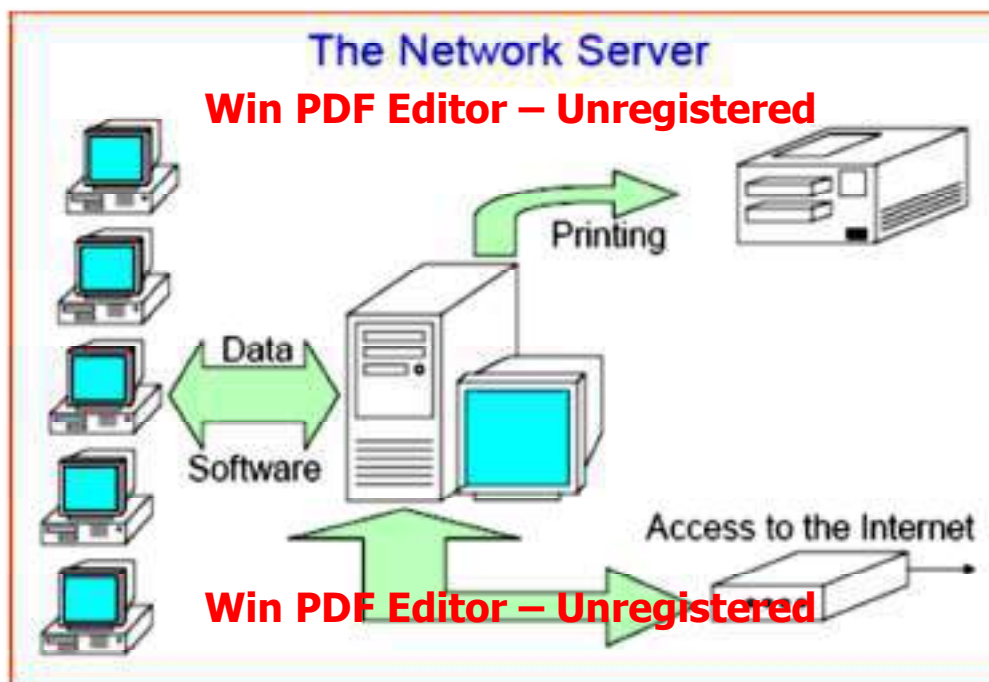 The Network Server
Win PDF Editor – Unregistered
Printing
Data
Software
Access to the Internet
Win PDF Editor – Unregistered